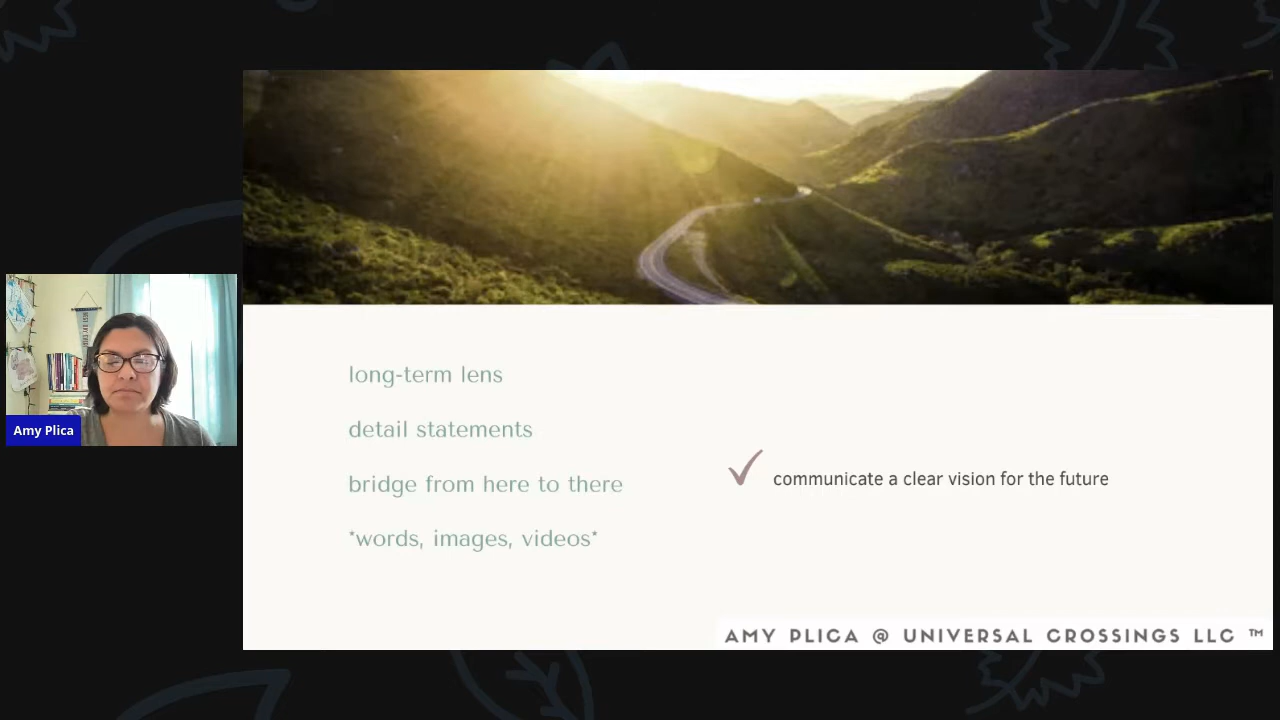 Amy Plica
long-term lens
detail statements
bridge from here to there
*words, images, videos*
communicate a clear vision for the future
AMY PLICA @ UNIVERSAL CROSSINGS LLC ™